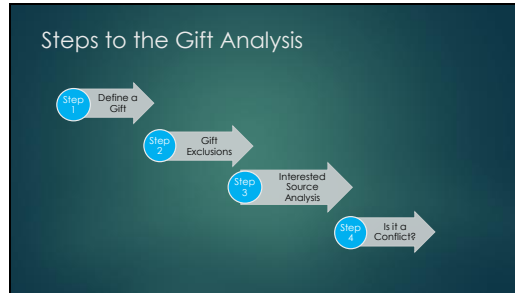 Steps to the Gift Analysis
Step
1
Define a
Gift
Step
2
Gift
Exclusions
Step
3
Interested
Source
Analysis
Step
4
Is it a
Conflict?